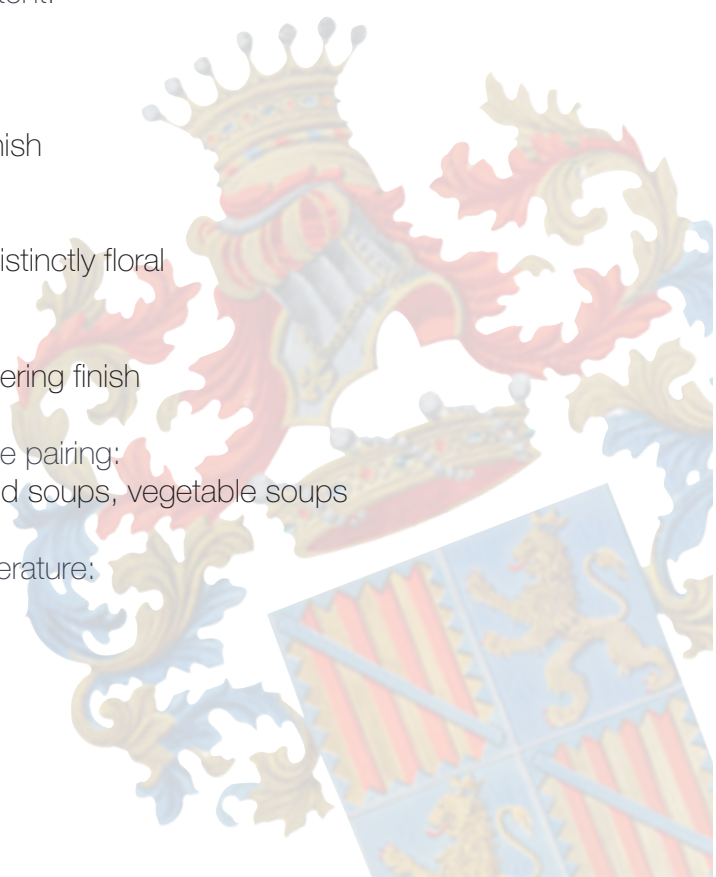 nish
istinctly floral
ering finish
e pairing:
d soups, vegetable soups
erature: